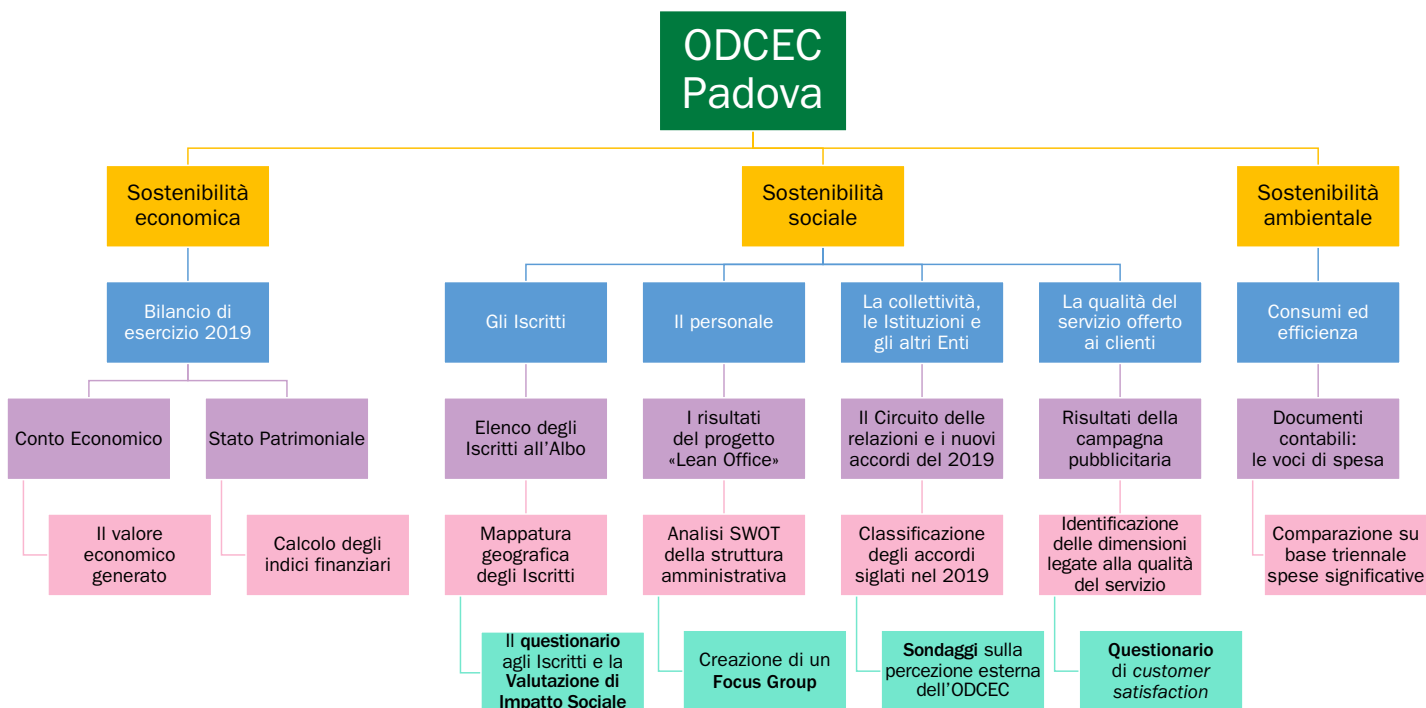 ODCEC
Padova
Sostenibilità
economica
Sostenibilità
sociale
Sostenibilità
ambientale
Bilancio di
esercizio 2019
Gli Iscritti
Il personale
La collettività,
le Istituzioni e
gli altri Enti
La qualità del
servizio offerto
ai clienti
Consumi ed
efficienza
Conto Economico
Stato Patrimoniale
Elenco degli
Iscritti all’Albo
I risultati
del progetto
«Lean Office»
Il Circuito delle
relazioni e i nuovi
accordi del 2019
Risultati della
campagna
pubblicitaria
Documenti
contabili:
le voci di spesa
Il valore
economico
generato
Calcolo degli
indici finanziari
Mappatura
geografica
degli Iscritti
Analisi SWOT
della struttura
amministrativa
Classificazione
degli accordi
siglati nel 2019
Identificazione
delle dimensioni
legate alla qualità
del servizio
Comparazione su
base triennale
spese significative
Il questionario
agli Iscritti e la
Valutazione di
Impatto Sociale
Creazione di un
Focus Group
Sondaggi sulla
percezione esterna
dell’ODCEC
Questionario
di customer
satisfaction